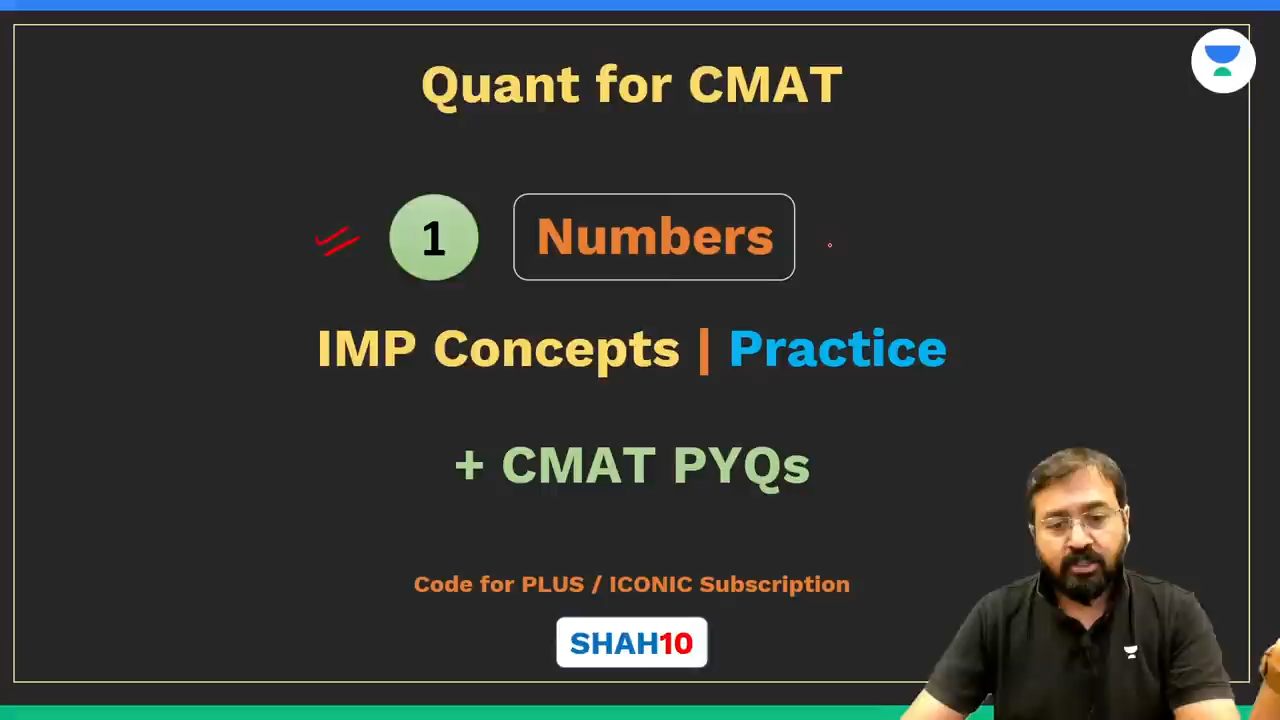 Quant for CMAT
1 Numbers
IMP Concepts | Practice
+ CMAT PYQs
Code for PLUS / ICONIC Subscription
SHAH10